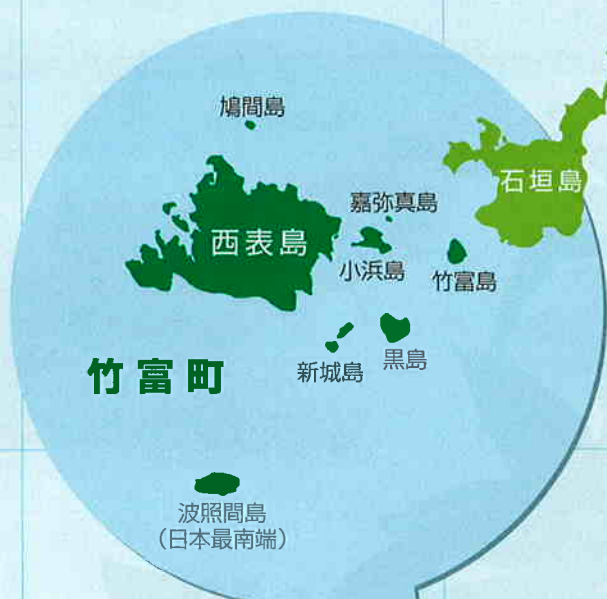 鳩間島
石垣島
嘉弥真島
西表島
小浜島
竹富島
新城島
黒島
竹富町
波照間島
（日本最南端）